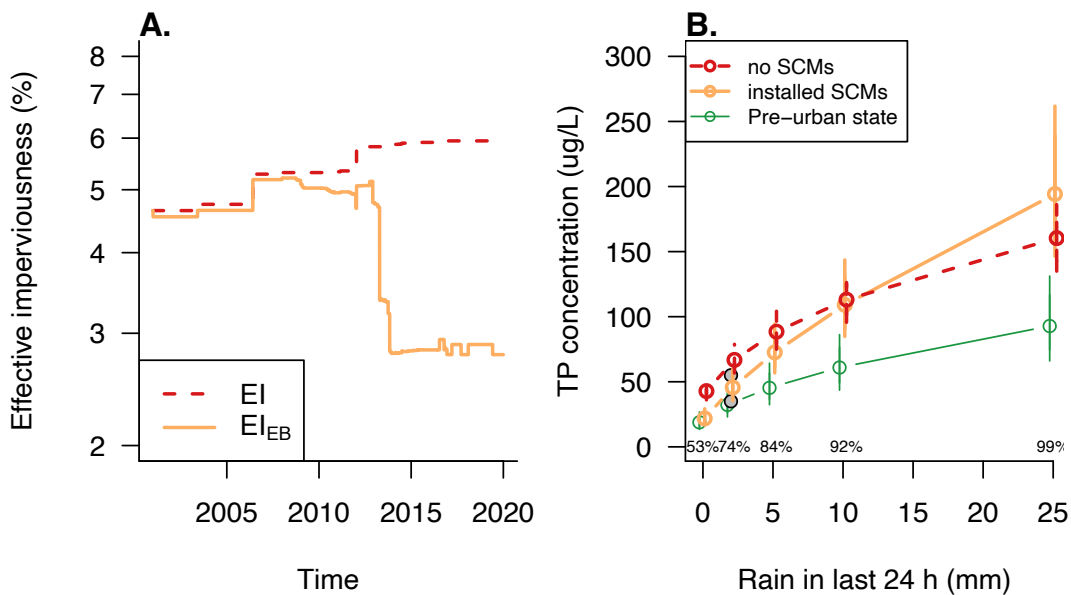 A.
Effective imperviousness (%)
8
7
6
5
4
3
2
EI
EI_EB
2005 2010 2015 2020
Time
B.
TP concentration (ug/L)
300
250
200
150
100
50
0
no SCMs
installed SCMs
Pre−urban state
53% 74% 84% 92% 99%
0 5 10 15 20 25
Rain in last 24 h (mm)